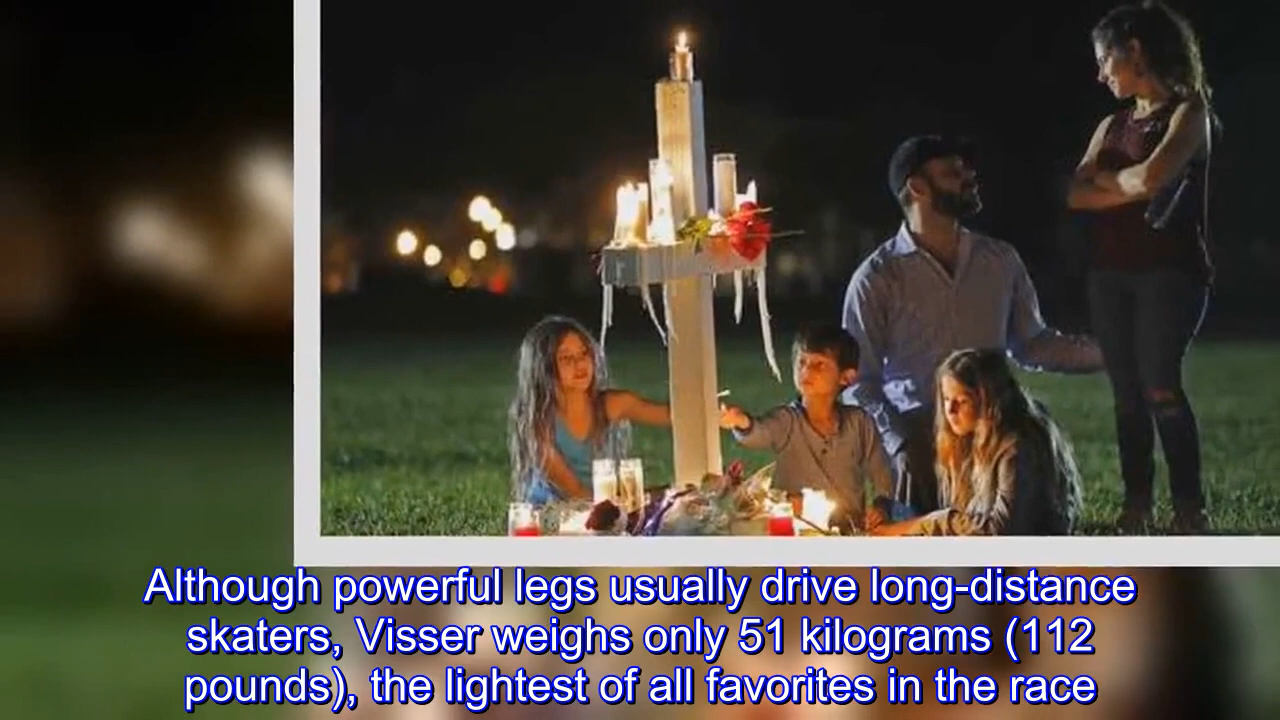 Although powerful legs usually drive long-distance
skaters, Visser weighs only 51 kilograms (112
pounds), the lightest of all favorites in the race